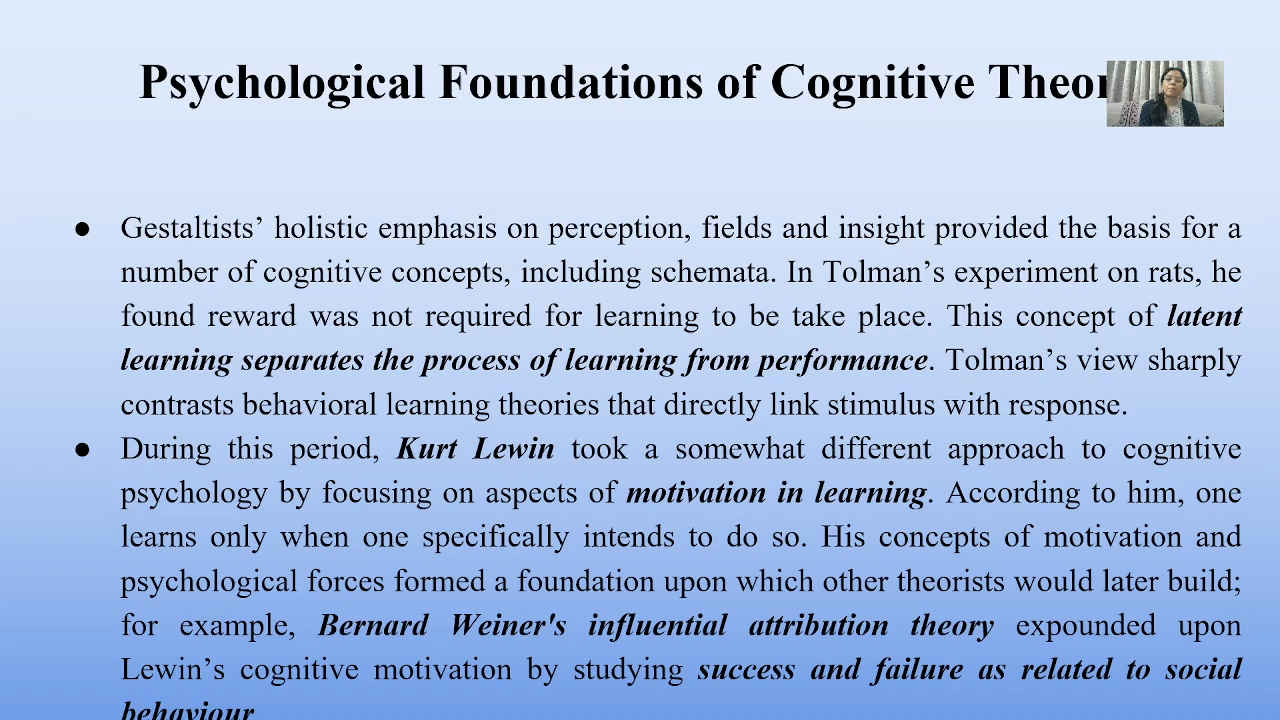 Psychological Foundations of Cognitive Theor
● Gestaltists’ holistic emphasis on perception, fields and insight provided the basis for a
number of cognitive concepts, including schemata. In Tolman’s experiment on rats, he
found reward was not required for learning to be take place. This concept of latent
learning separates the process of learning from performance. Tolman’s view sharply
contrasts behavioral learning theories that directly link stimulus with response.
● During this period, Kurt Lewin took a somewhat different approach to cognitive
psychology by focusing on aspects of motivation in learning. According to him, one
learns only when one specifically intends to do so. His concepts of motivation and
psychological forces formed a foundation upon which other theorists would later build;
for example, Bernard Weiner's influential attribution theory expounded upon
Lewin’s cognitive motivation by studying success and failure as related to social
behaviour